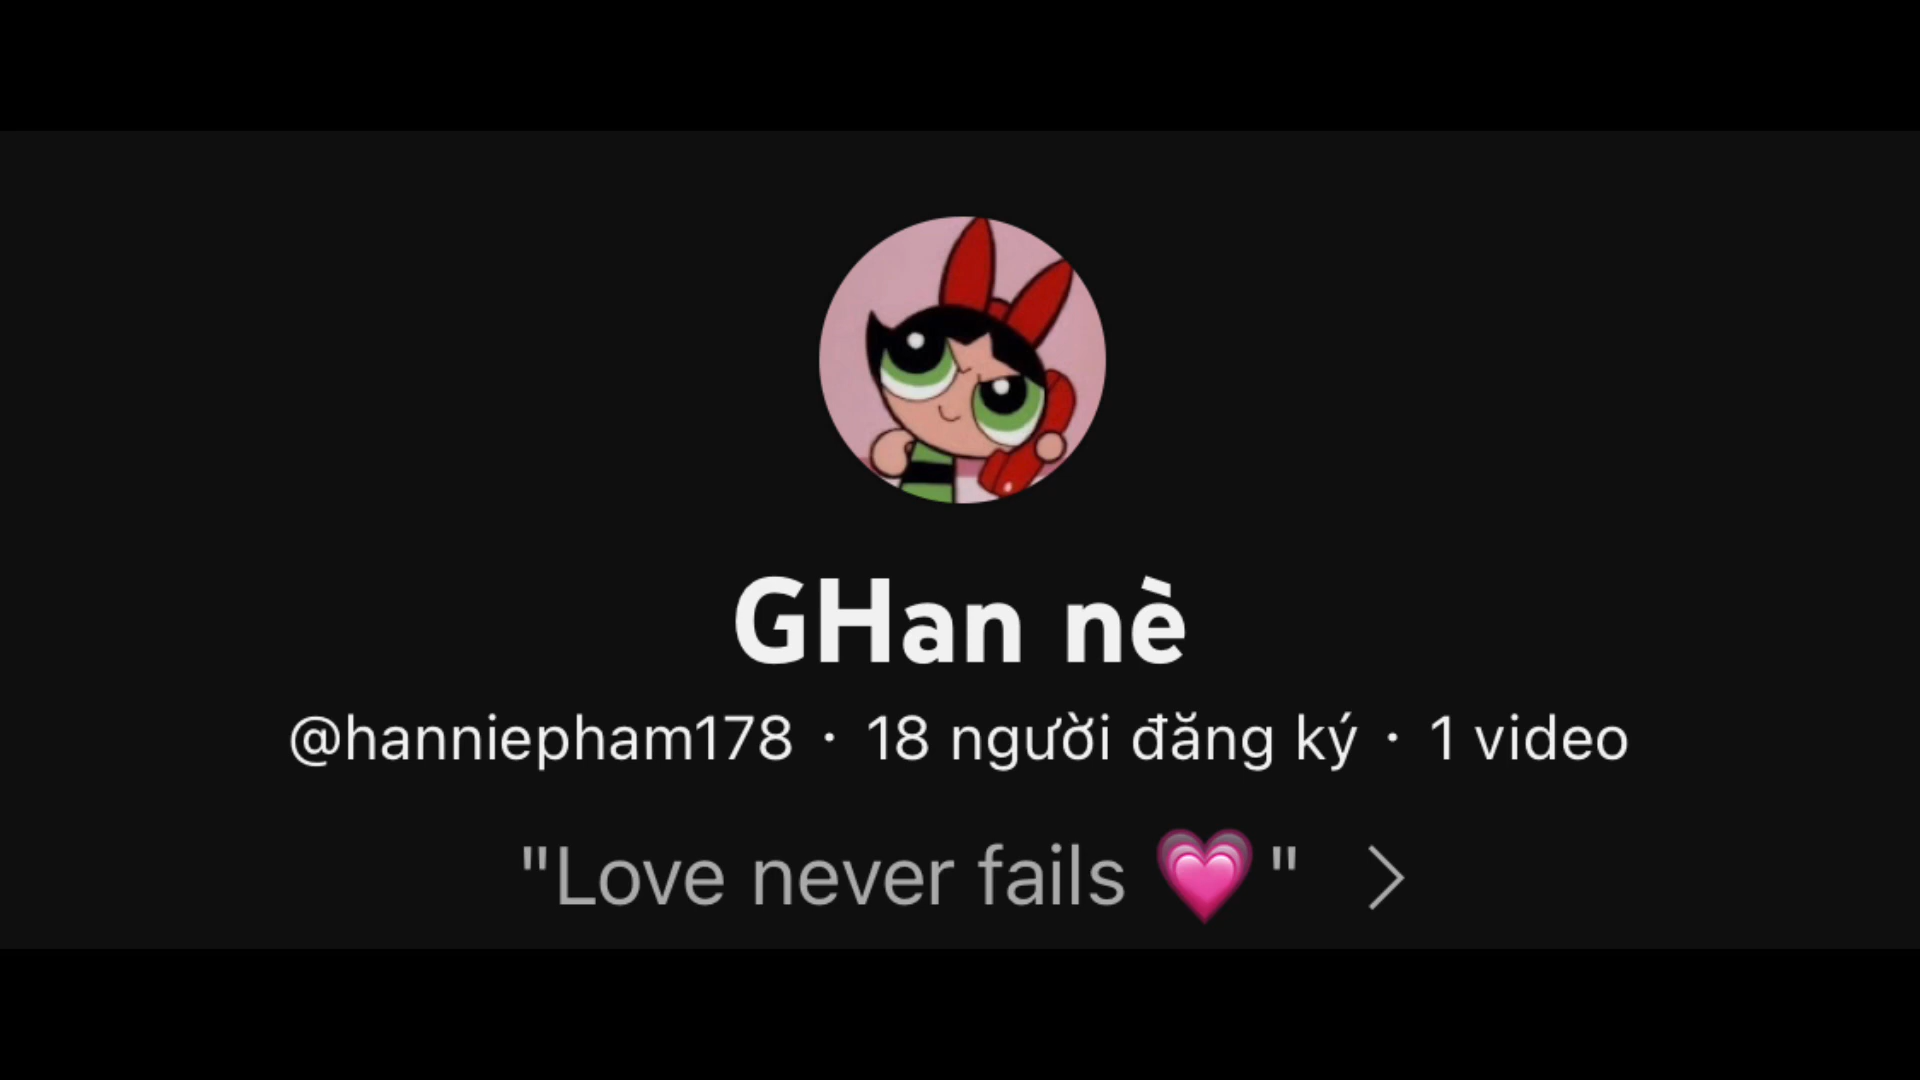 GHan nè
@hanniepham178 · 18 người đăng ký · 1 video
"Love never fails 💗"